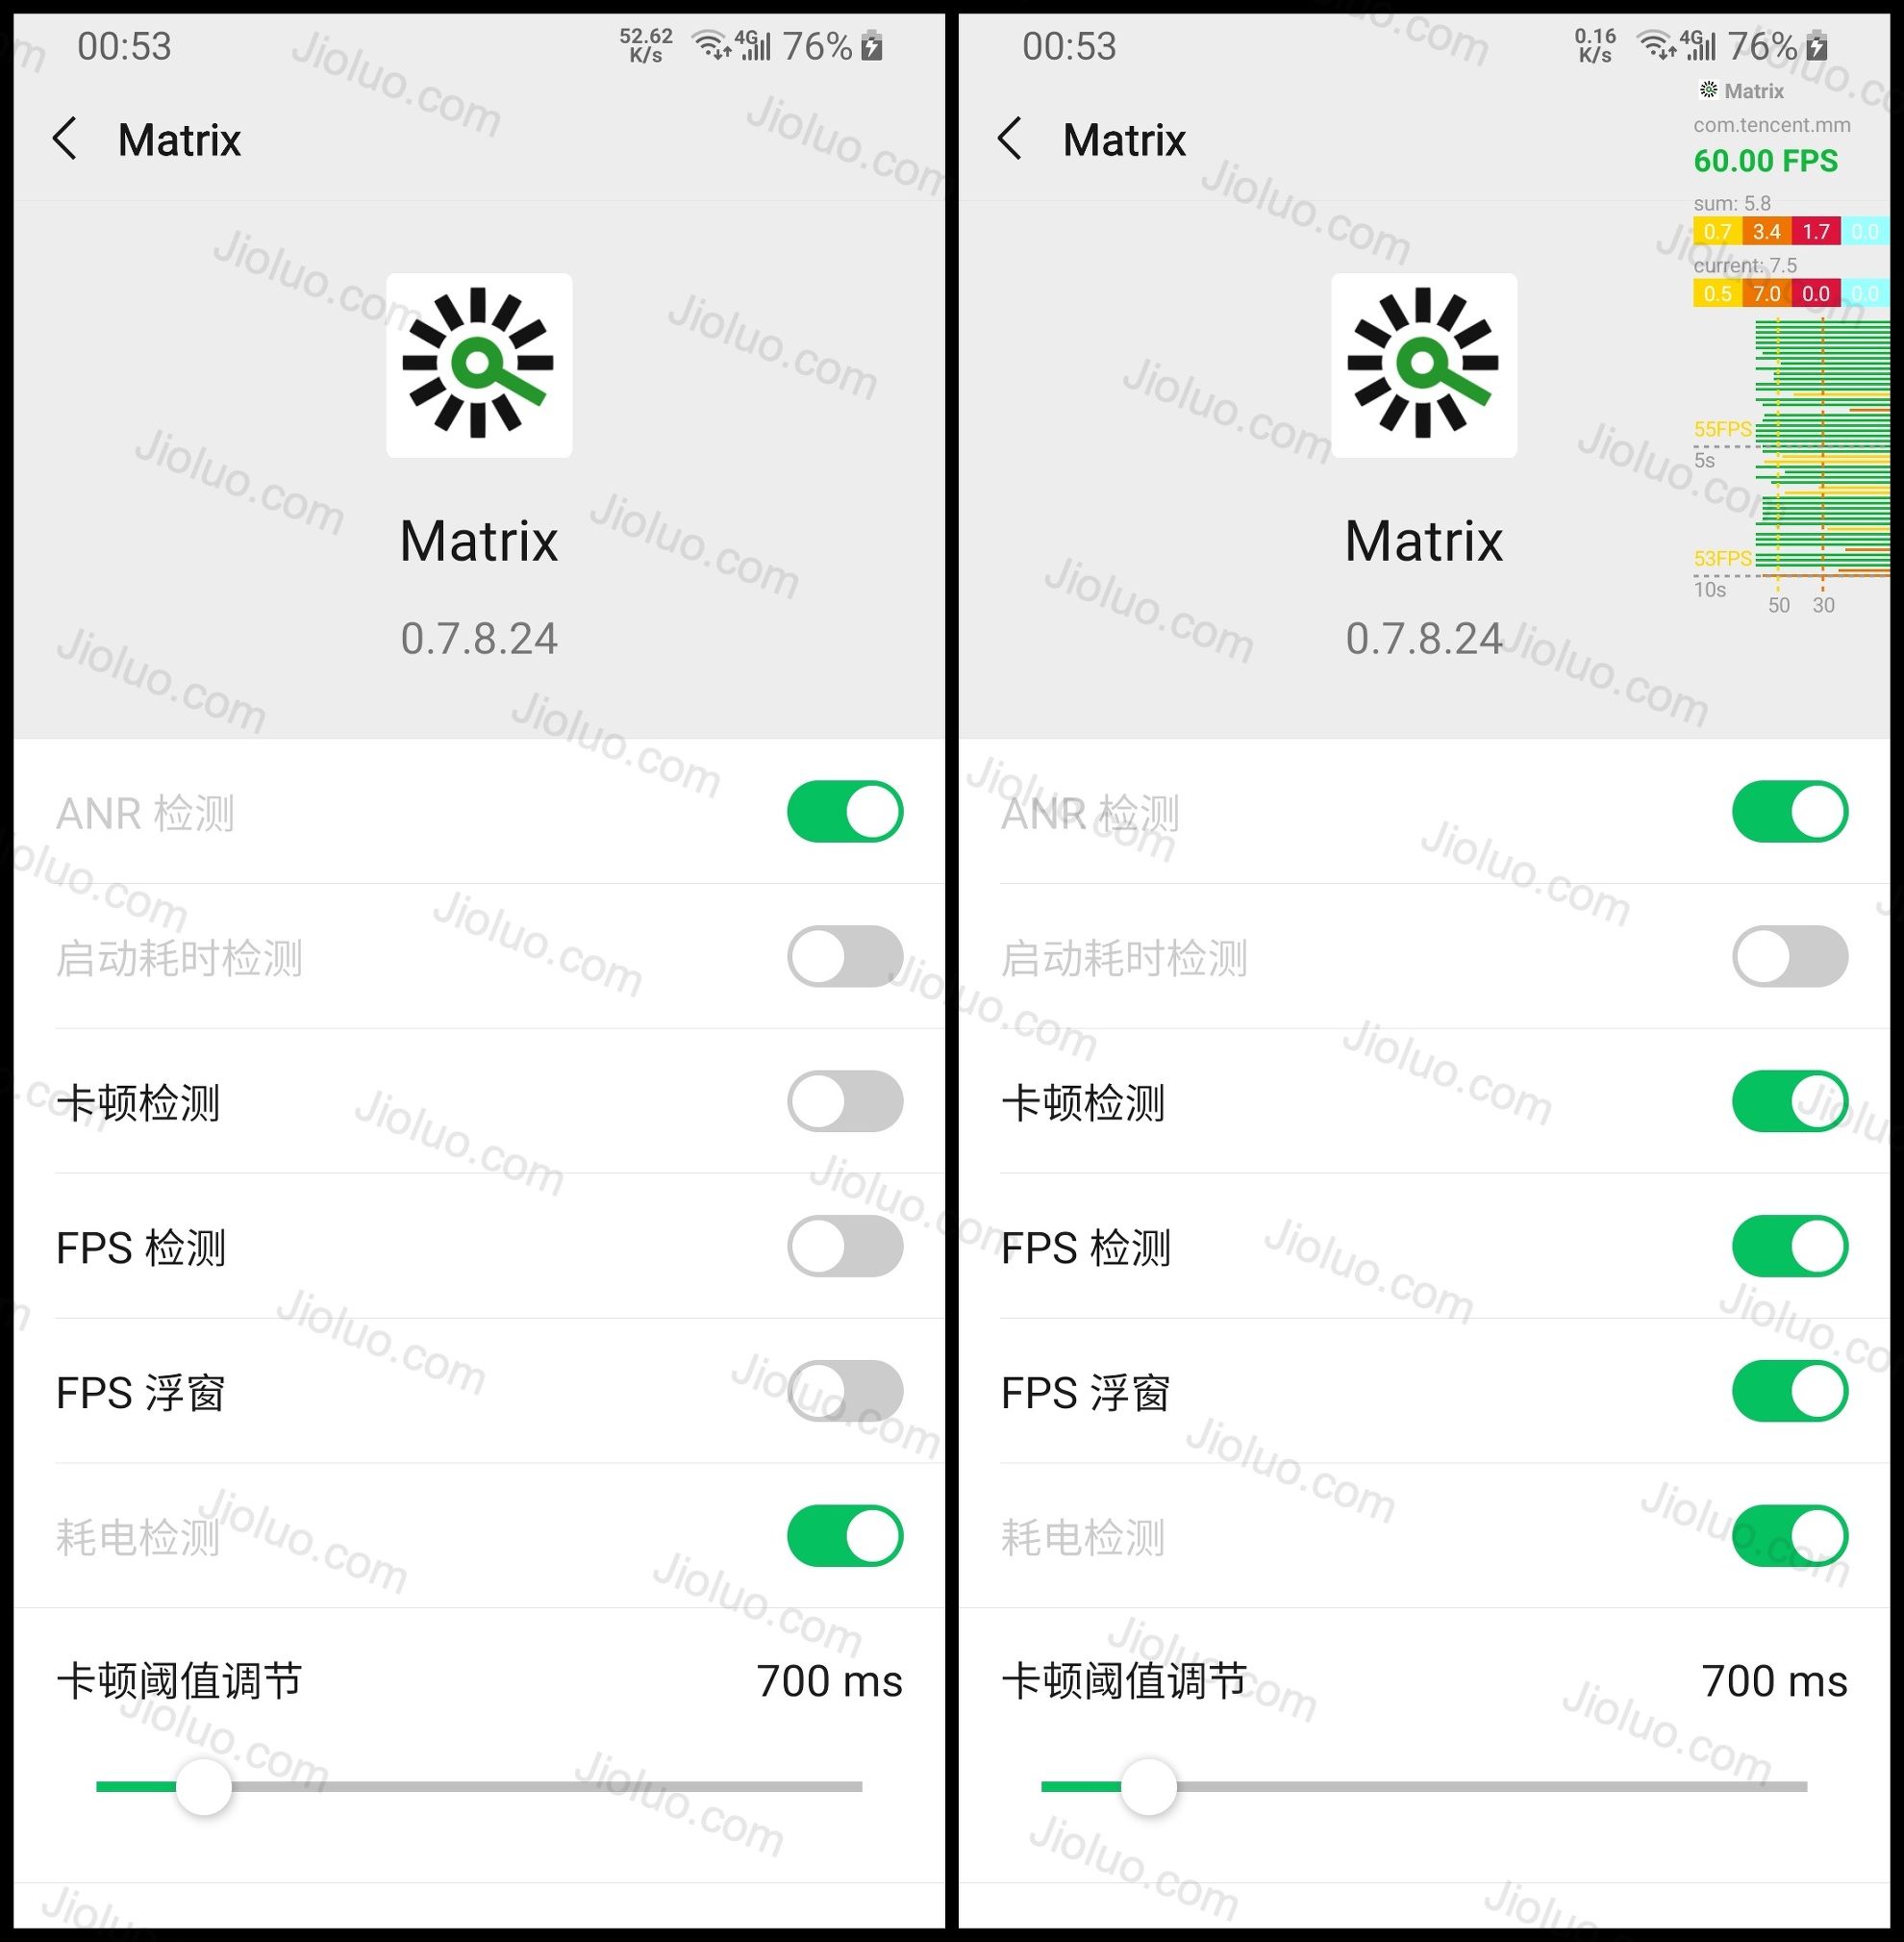 00:53
52.62 K/s
4G
76%
Matrix
Matrix
0.7.8.24
ANR 检测
启动耗时检测
卡顿检测
FPS 检测
FPS 浮窗
耗电检测
卡顿阈值调节
700 ms
00:53
0.16 K/s
4G
76%
Matrix
Matrix
com.tencent.mm
60.00 FPS
sum: 5.8
0.7 3.4 1.7 0.0
current: 7.5
0.5 7.0 0.0 0.0
55FPS
5s
53FPS
10s
50 30
Matrix
0.7.8.24
ANR 检测
启动耗时检测
卡顿检测
FPS 检测
FPS 浮窗
耗电检测
卡顿阈值调节
700 ms
Jioluo.com